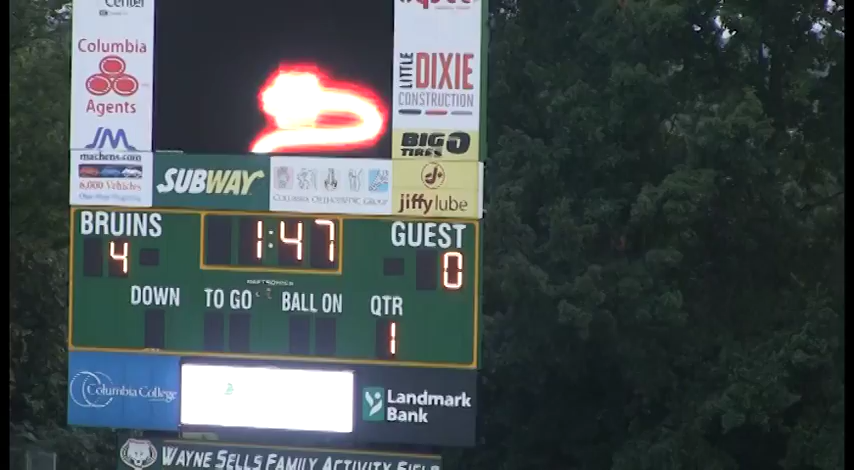 Center
Columbia
Agents
machens.com
6,000 Vehicles
LITTLE DIXIE
CONSTRUCTION
BIG O
TIRES
SUBWAY
COLUMBIA ORTHOPAEDIC GROUP
jiffy lube
BRUINS 1:47 GUEST
4 0
DAKTRONICS
DOWN TO GO BALL ON QTR
1
Columbia College
Landmark
Bank
WAYNE SELLS FAMILY ACTIVITY FIELD